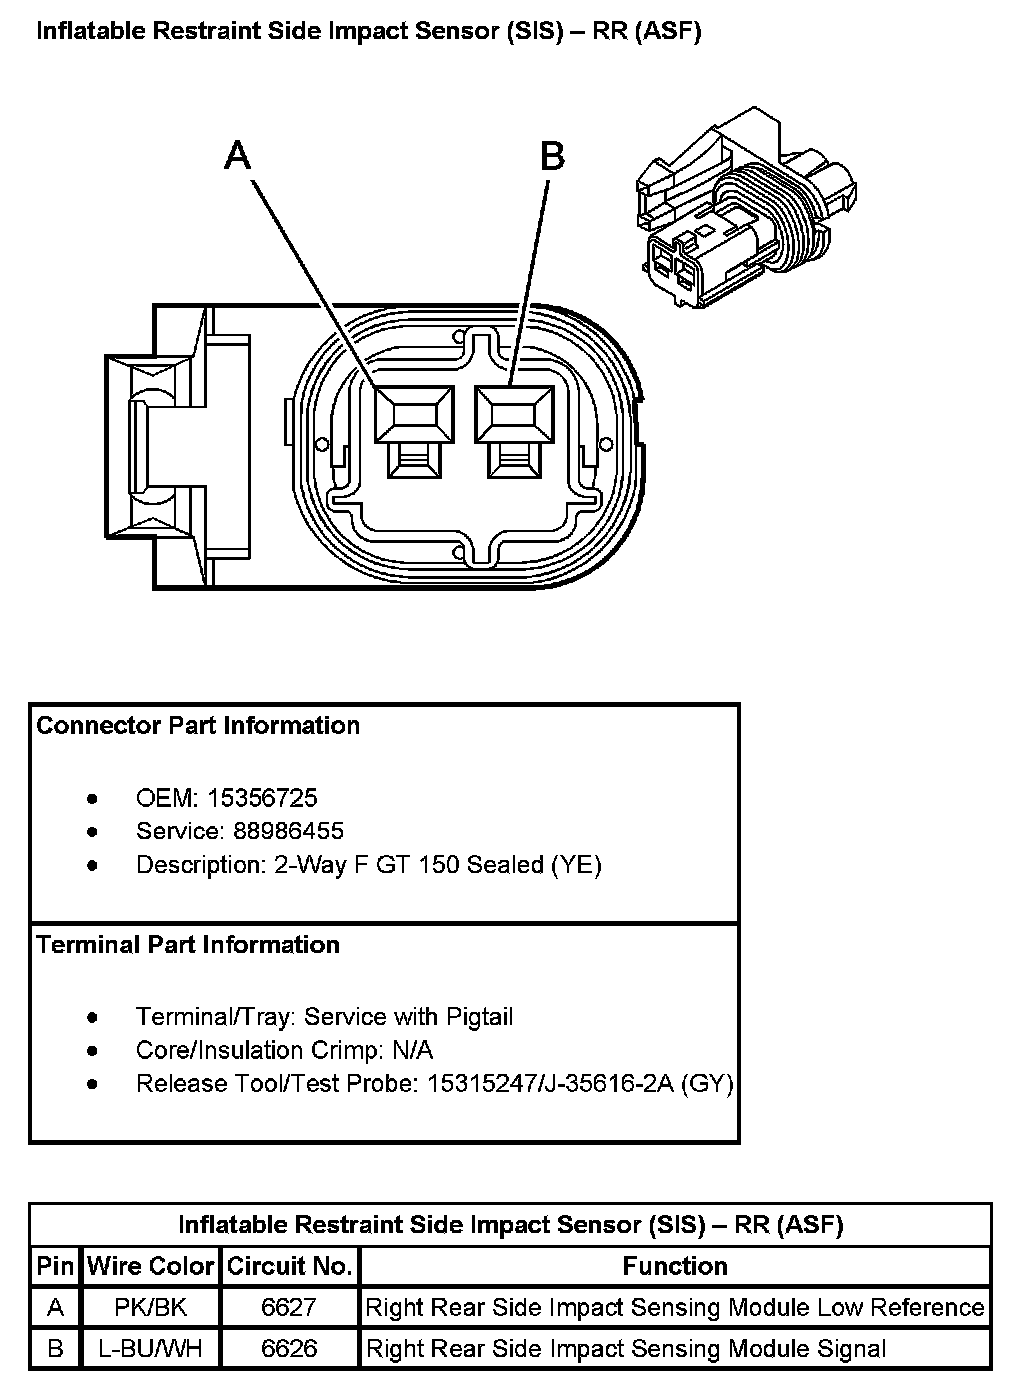 Inflatable Restraint Side Impact Sensor (SIS) – RR (ASF)
A B
Connector Part Information
• OEM: 15356725
• Service: 88986455
• Description: 2-Way F GT 150 Sealed (YE)
Terminal Part Information
• Terminal/Tray: Service with Pigtail
• Core/Insulation Crimp: N/A
• Release Tool/Test Probe: 15315247/J-35616-2A (GY)
Inflatable Restraint Side Impact Sensor (SIS) – RR (ASF)
Pin Wire Color Circuit No. Function
A PK/BK 6627 Right Rear Side Impact Sensing Module Low Reference
B L-BU/WH 6626 Right Rear Side Impact Sensing Module Signal